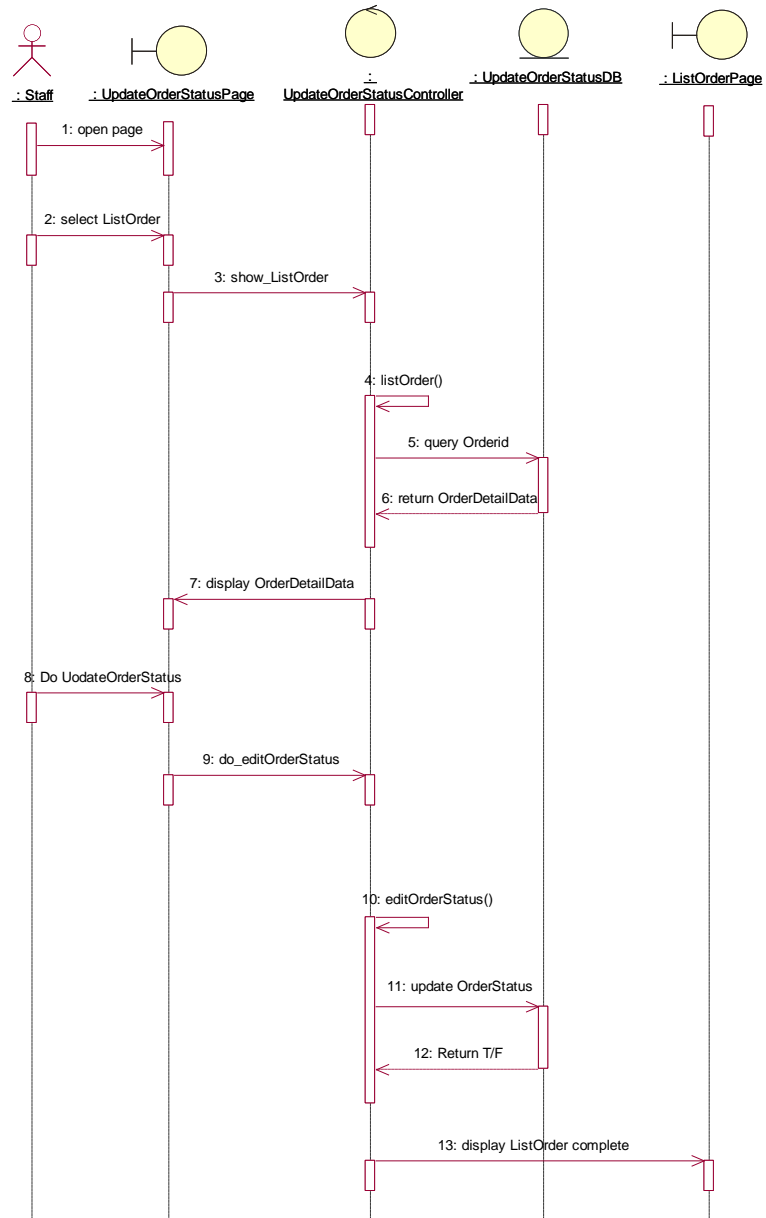 : Staff
: UpdateOrderStatusPage
:
UpdateOrderStatusController
: UpdateOrderStatusDB
: ListOrderPage
1: open page
2: select ListOrder
3: show_ListOrder
4: listOrder()
5: query Orderid
6: return OrderDetailData
7: display OrderDetailData
8: Do UodateOrderStatus
9: do_editOrderStatus
10: editOrderStatus()
11: update OrderStatus
12: Return T/F
13: display ListOrder complete